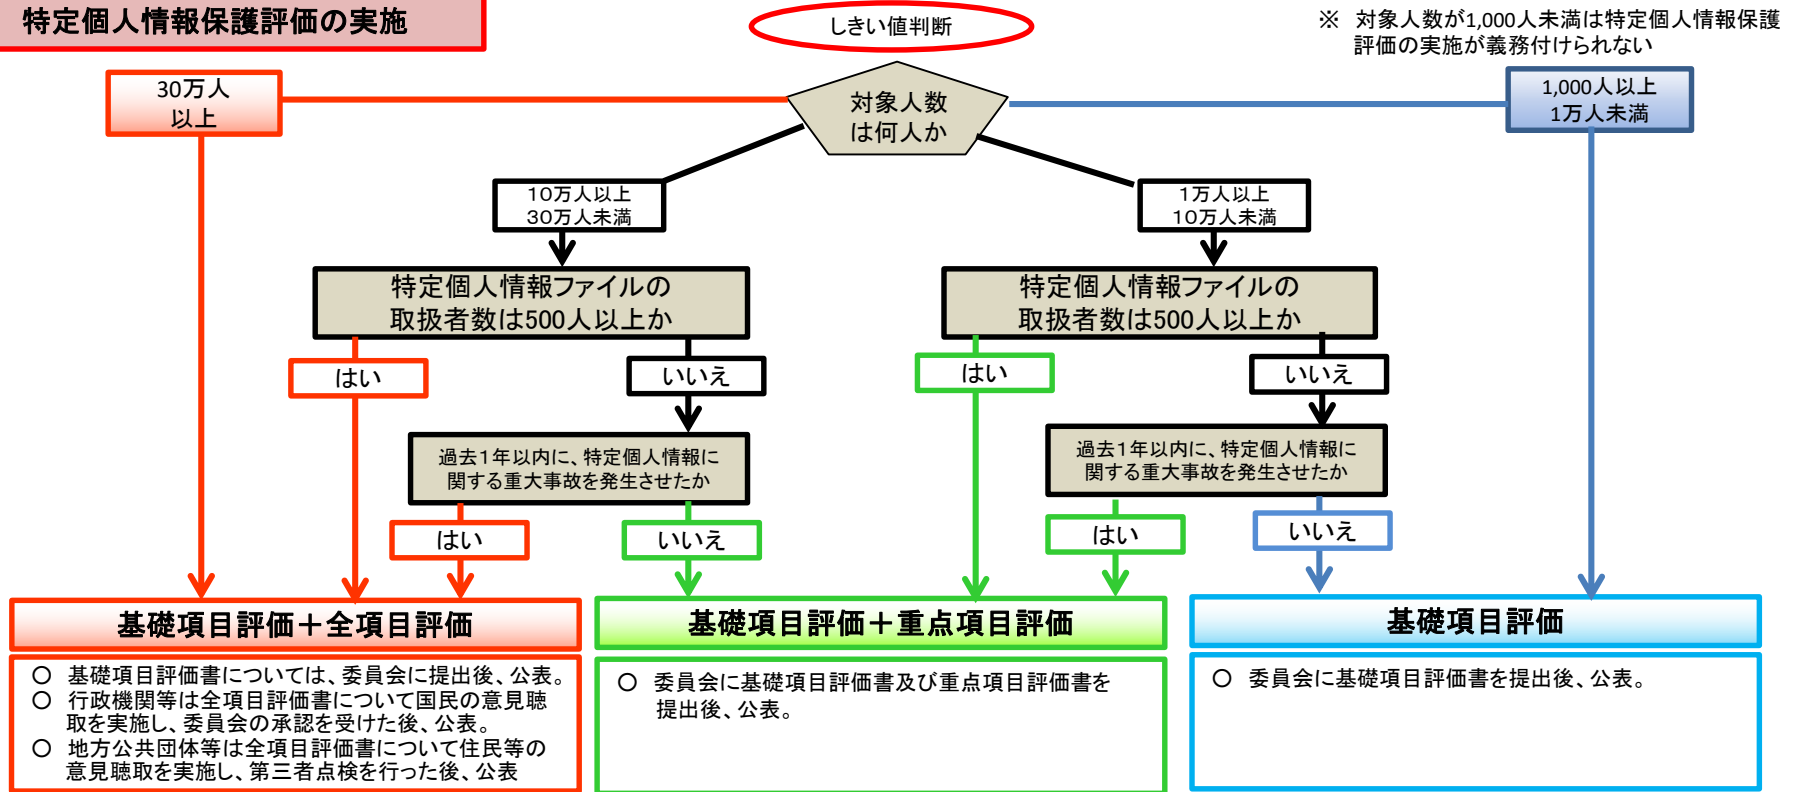 特定個人情報保護評価の実施
しきい値判断
※ 対象人数が1,000人未満は特定個人情報保護
評価の実施が義務付けられない
30万人
以上
対象人数
は何人か
1,000人以上
1万人未満
10万人以上
30万人未満
1万人以上
10万人未満
特定個人情報ファイルの
取扱者数は500人以上か
特定個人情報ファイルの
取扱者数は500人以上か
はい
いいえ
はい
いいえ
過去1年以内に、特定個人情報に
関する重大事故を発生させたか
過去1年以内に、特定個人情報に
関する重大事故を発生させたか
はい
いいえ
はい
いいえ
基礎項目評価+全項目評価
基礎項目評価+重点項目評価
基礎項目評価
○ 基礎項目評価書については、委員会に提出後、公表。
○ 行政機関等は全項目評価書について国民の意見聴
取を実施し、委員会の承認を受けた後、公表。
○ 地方公共団体等は全項目評価書について住民等の
意見聴取を実施し、第三者点検を行った後、公表
○ 委員会に基礎項目評価書及び重点項目評価書を
提出後、公表。
○ 委員会に基礎項目評価書を提出後、公表。